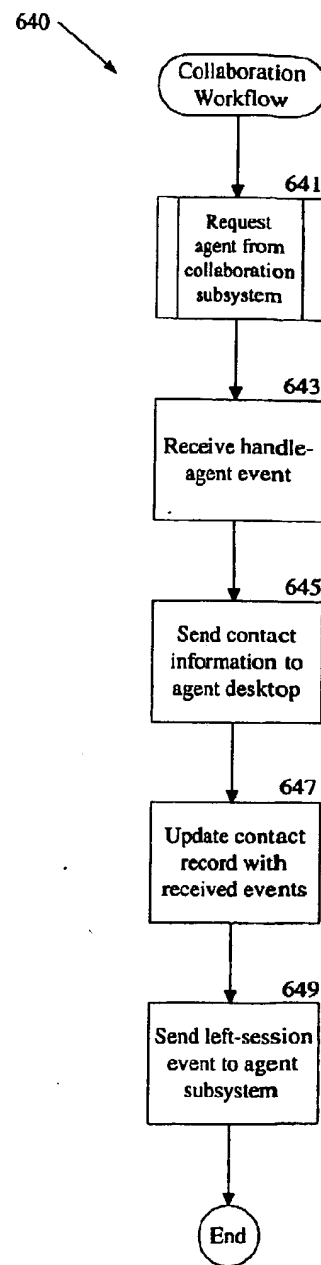 640
Collaboration
Workflow
641
Request
agent from
collaboration
subsystem
643
Receive handle-
agent event
645
Send contact
information to
agent desktop
647
Update contact
record with
received events
649
Send left-session
event to agent
subsystem
End